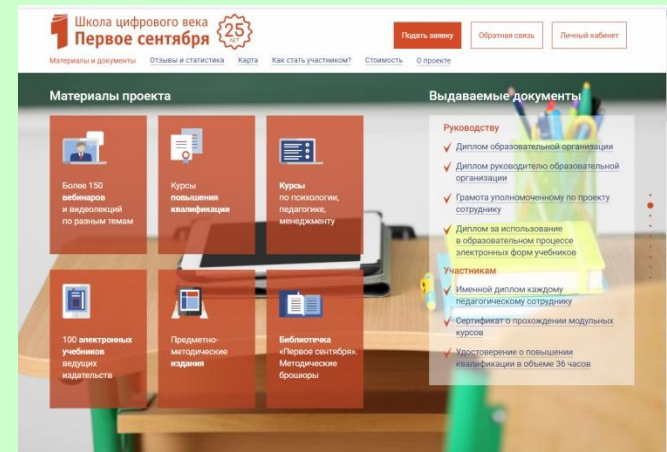 Школа цифрового века
Первое сентября
25
ЛЕТ
Подать заявку
Обратная связь
Личный кабинет
Материалы и документы
Отзывы и статистика
Карта
Как стать участником?
Стоимость
О проекте
Материалы проекта
Более 150
вебинаров
и видеолекций
по разным темам
Курсы
повышения
квалификации
Курсы
по психологии,
педагогике,
менеджменту
100 электронных
учебников
ведущих
издательств
Предметно-
методические
издания
Библиотечка
«Первое сентября».
Методические
брошюры
Выдаваемые документы
Руководству
Диплом образовательной организации
Диплом руководителю образовательной
организации
Грамота уполномоченному по проекту
сотруднику
Диплом за использование
в образовательном процессе
электронных форм учебников
Участникам
Именной диплом каждому
педагогическому сотруднику
Сертификат о прохождении модульных
курсов
Удостоверение о повышении
квалификации в объеме 36 часов